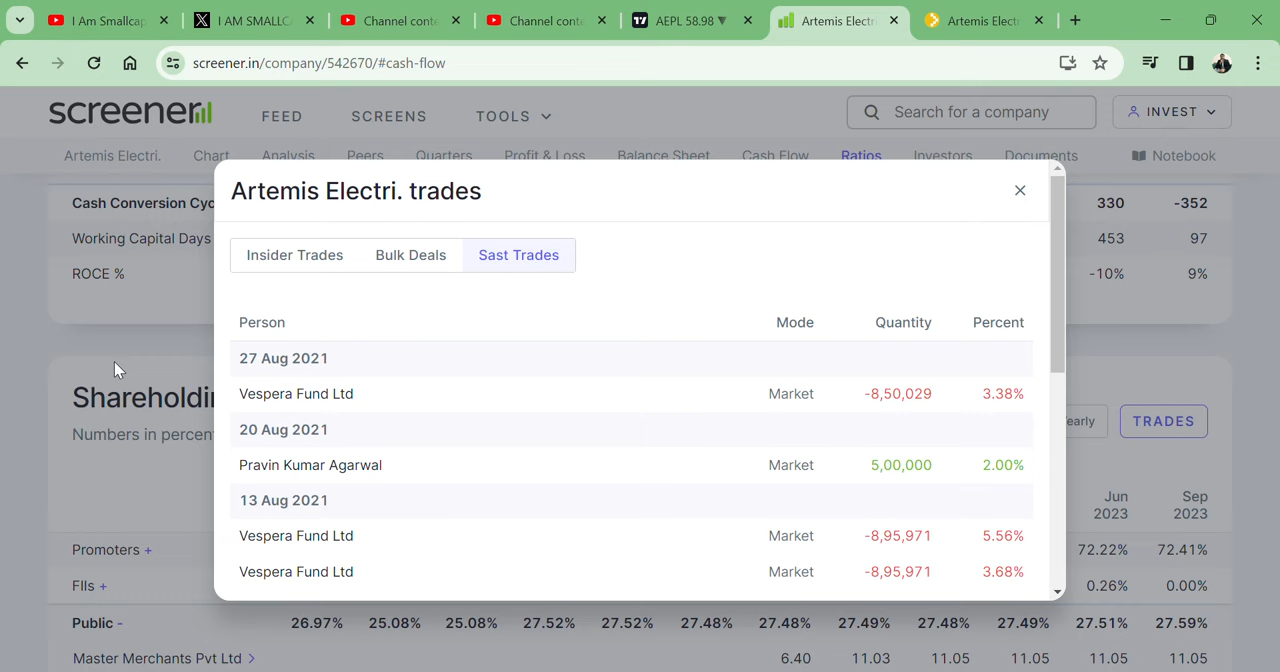 I Am Smallcap
I AM SMALLC
Channel conte
Channel conte
AEPL 58.98 ▼
Artemis Electri
Artemis Electr
screener.in/company/542670/#cash-flow
screener
FEED
SCREENS
TOOLS
Search for a company
INVEST
Artemis Electri.
Chart
Analysis
Peers
Quarters
Profit & Loss
Balance Sheet
Cash Flow
Ratios
Investors
Documents
Notebook
Artemis Electri. trades
Cash Conversion Cyc
330 -352
Working Capital Days
453 97
ROCE %
-10% 9%
Insider Trades
Bulk Deals
Sast Trades
Person Mode Quantity Percent
27 Aug 2021
Vespera Fund Ltd Market -8,50,029 3.38%
20 Aug 2021
Pravin Kumar Agarwal Market 5,00,000 2.00%
13 Aug 2021
Vespera Fund Ltd Market -8,95,971 5.56%
Vespera Fund Ltd Market -8,95,971 3.68%
Shareholdin
Numbers in percent
early
TRADES
Jun 2023
Sep 2023
Promoters + 72.22% 72.41%
FIIs + 0.26% 0.00%
Public - 26.97% 25.08% 25.08% 27.52% 27.52% 27.48% 27.48% 27.49% 27.48% 27.49% 27.51% 27.59%
Master Merchants Pvt Ltd > 6.40 11.03 11.05 11.05 11.05 11.05